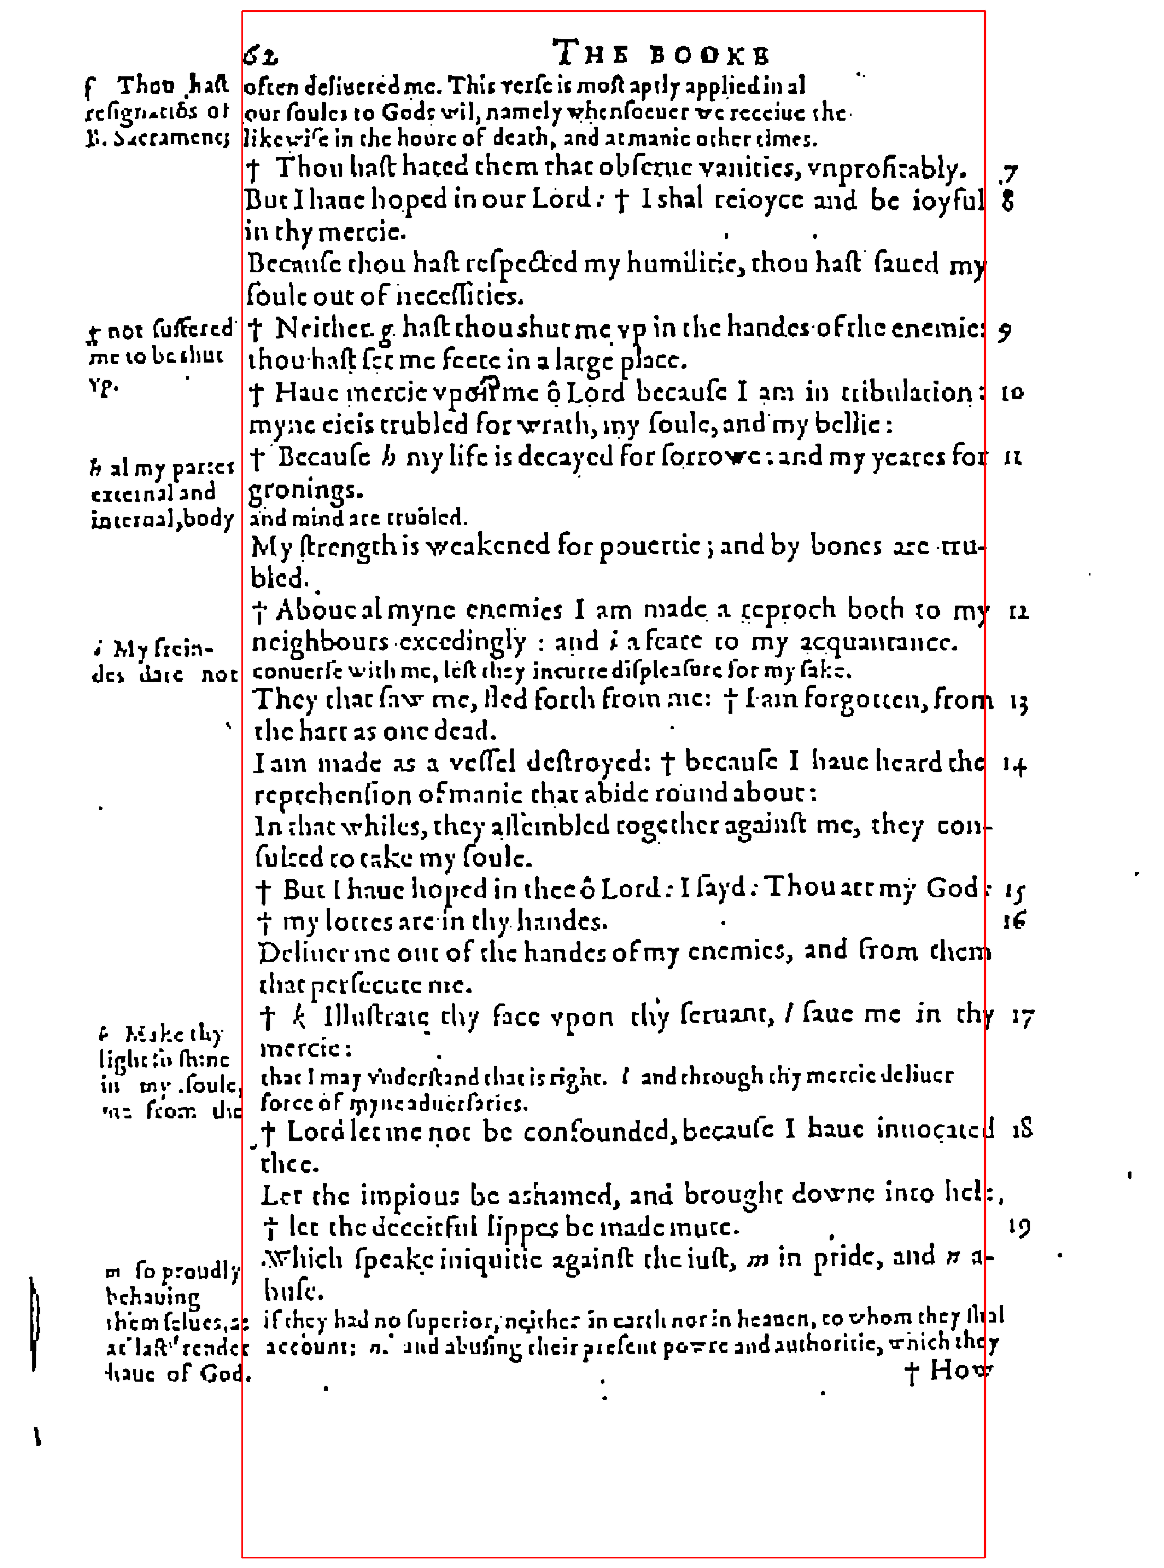 62 THE BOOKE
ſ Thou haſt often deliuered me. This verſe is moſt aptly applied in al
reſignatiōs of our ſoules to Gods wil, namely whenſoeuer we receiue the
B. Sacrament; likewiſe in the houre of death, and at manie other times.
† Thou haſt hated them that obſerue vanities, vnprofitably. 7
But I haue hoped in our Lord: † I shal reioyce and be ioyful 8
in thy mercie.
Becauſe thou haſt reſpected my humilitie, thou haſt ſaued my
ſoule out of neceſſities.
g not ſuffered † Neither g haſt thou shut me vp in the handes of the enemie: 9
me to be shut thou haſt ſet me feete in a large place.
vp.
† Haue mercie vpon me ô Lord becauſe I am in tribulation: 10
myne eie is trubled for wrath, my ſoule, and my bellie:
h al my partes † Becauſe h my life is decayed for ſorrowe: and my yeares for 11
external and gronings.
internal, body and mind are trubled.
My ſtrength is weakened for pouertie; and by bones are tru-
bled.
† Aboue al myne enemies I am made a reproch both to my 12
i My frein- neighbours exceedingly: and i a feare to my acquantance.
des dare not conuerſe with me, leſt they incurre diſpleaſure for my ſake.
They that ſaw me, fled forth from me: † I am forgotten, from 13
the hart as one dead.
I am made as a veſſel deſtroyed: † becauſe I haue heard the 14
reprehenſion of manie that abide round about:
In that whiles, they aſſembled together againſt me, they con-
ſulted to take my ſoule.
† But I haue hoped in thee ô Lord: I ſayd: Thou art my God: 15
† my lottes are in thy handes. 16
Deliuer me out of the handes of my enemies, and from them
that perſecute me.
† k Illuſtrate thy face vpon thy ſeruant, l ſaue me in thy 17
k Make thy mercie:
light to ſhine
in my ſoule, that I may vnderſtand that is right. l and through thy mercie deliuer
me from the force of myne aduerſaries.
† Lord let me not be confounded, becauſe I haue inuocated 18
thee.
Let the impious be ashamed, and brought downe into hel:,
† let the deceitful lippes be made mute. 19
Which ſpeake iniquitie againſt the iuſt, m in pride, and n a-
m ſo proudly buſe.
behauing
themſelues, as if they had no ſuperior, neither in earth nor in heauen, to whom they ſhal
at laſt render account: n. and abuſing their preſent powre and authoritie, which they
haue of God.
† How